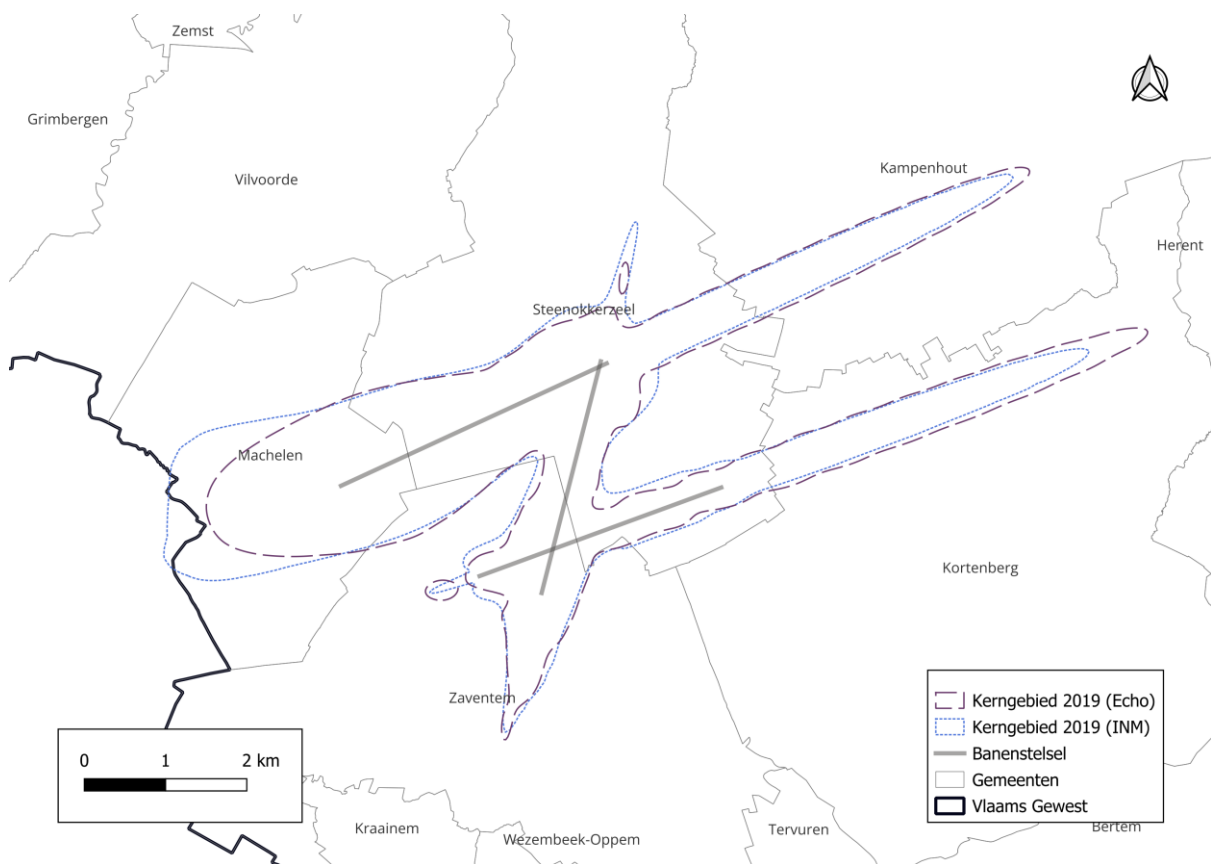 Zemst
Grimbergen
Vilvoorde
Kampenhout
Herent
Steenokkerzeel
Machelen
Kortenberg
Zaventem
Kraainem
Wezembeek-Oppem
Tervuren
Bertem
0 1 2 km
Kerngebied 2019 (Echo)
Kerngebied 2019 (INM)
Banenstelsel
Gemeenten
Vlaams Gewest